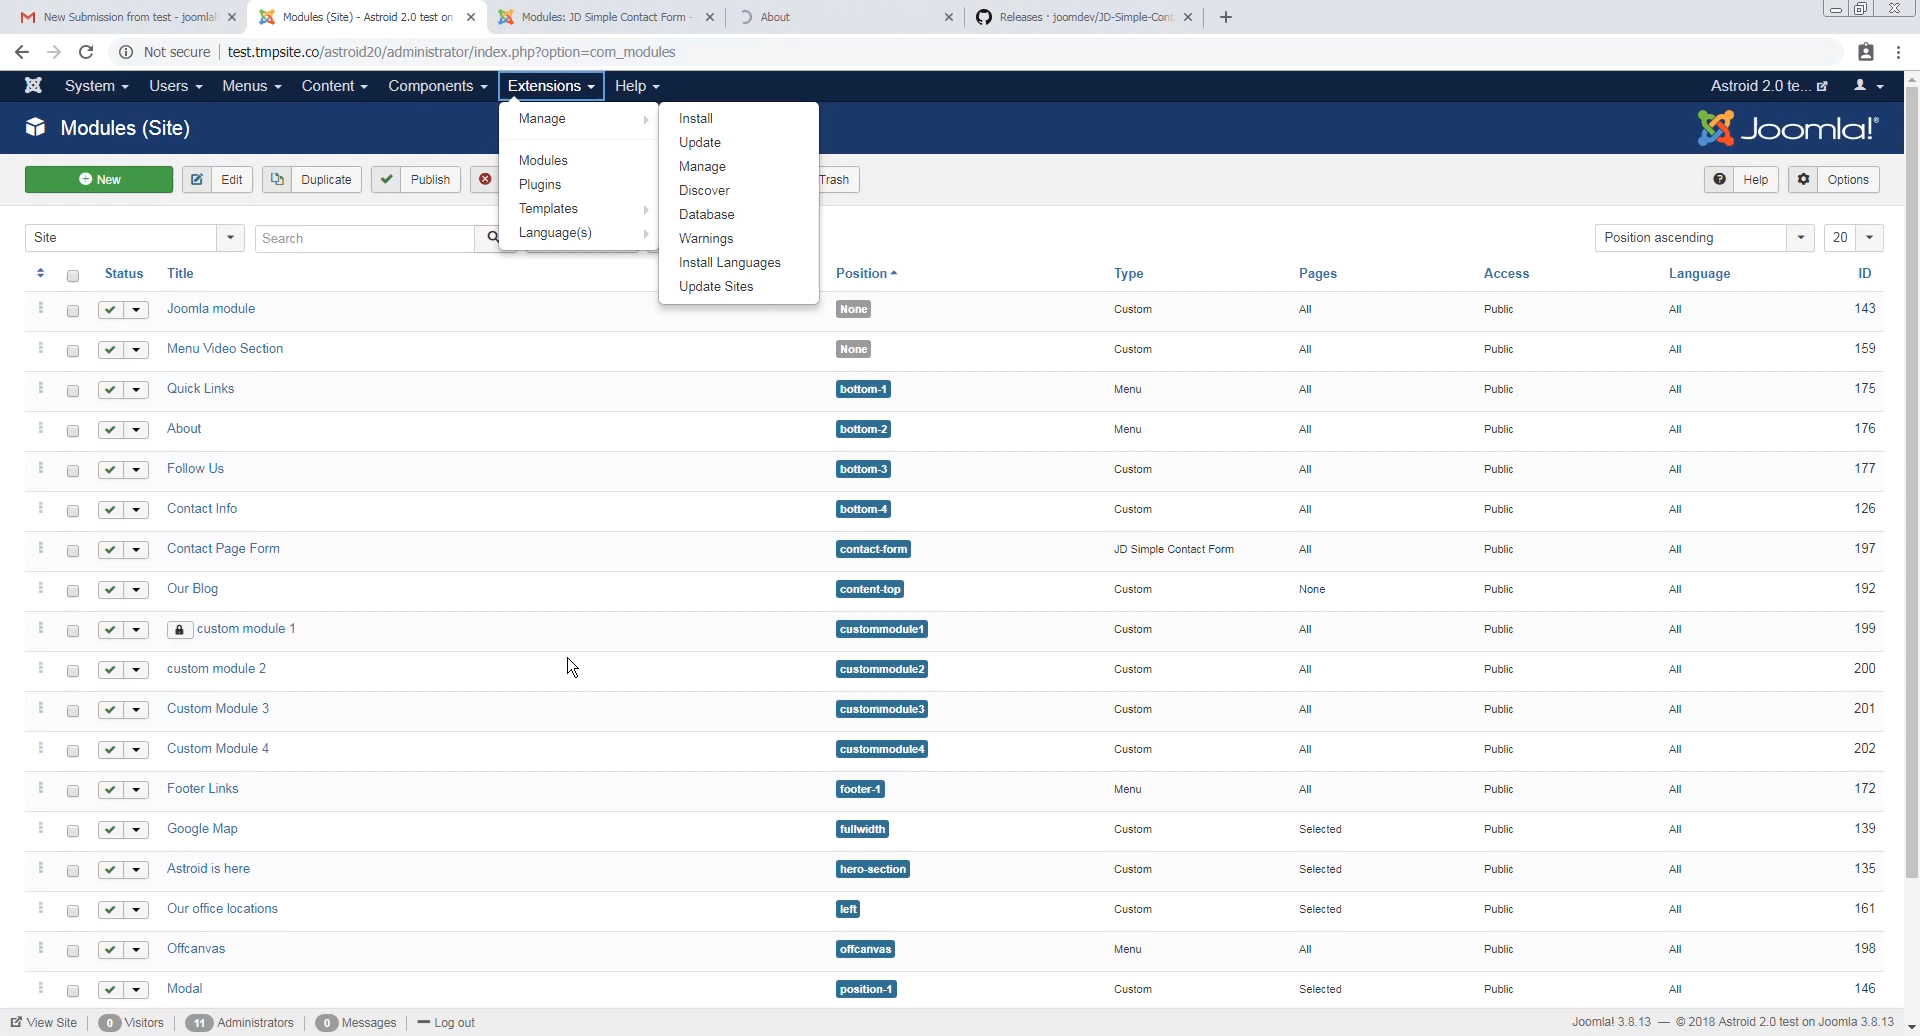 New Submission from test - joomla
Modules (Site) - Astroid 2.0 test on
Modules: JD Simple Contact Form -
About
Releases · joomdev/JD-Simple-Cont
Not secure
test.tmpsite.co/astroid20/administrator/index.php?option=com_modules
System
Users
Menus
Content
Components
Extensions
Help
Astroid 2.0 te...
Modules (Site)
Joomla!®
Manage
Modules
Plugins
Templates
Language(s)
Install
Update
Manage
Discover
Database
Warnings
Install Languages
Update Sites
New
Edit
Duplicate
Publish
Trash
Help
Options
Site
Search
Position ascending
20
Status Title Position Type Pages Access Language ID
Joomla module None Custom All Public All 143
Menu Video Section None Custom All Public All 159
Quick Links bottom-1 Menu All Public All 175
About bottom-2 Menu All Public All 176
Follow Us bottom-3 Custom All Public All 177
Contact Info bottom-4 Custom All Public All 126
Contact Page Form contact-form JD Simple Contact Form All Public All 197
Our Blog content-top Custom None Public All 192
custom module 1 custommodule1 Custom All Public All 199
custom module 2 custommodule2 Custom All Public All 200
Custom Module 3 custommodule3 Custom All Public All 201
Custom Module 4 custommodule4 Custom All Public All 202
Footer Links footer-1 Menu All Public All 172
Google Map fullwidth Custom Selected Public All 139
Astroid is here hero-section Custom Selected Public All 135
Our office locations left Custom Selected Public All 161
Offcanvas offcanvas Menu All Public All 198
Modal position-1 Custom Selected Public All 146
View Site 0 Visitors 11 Administrators 0 Messages Log out
Joomla! 3.8.13 — © 2018 Astroid 2.0 test on Joomla 3.8.13